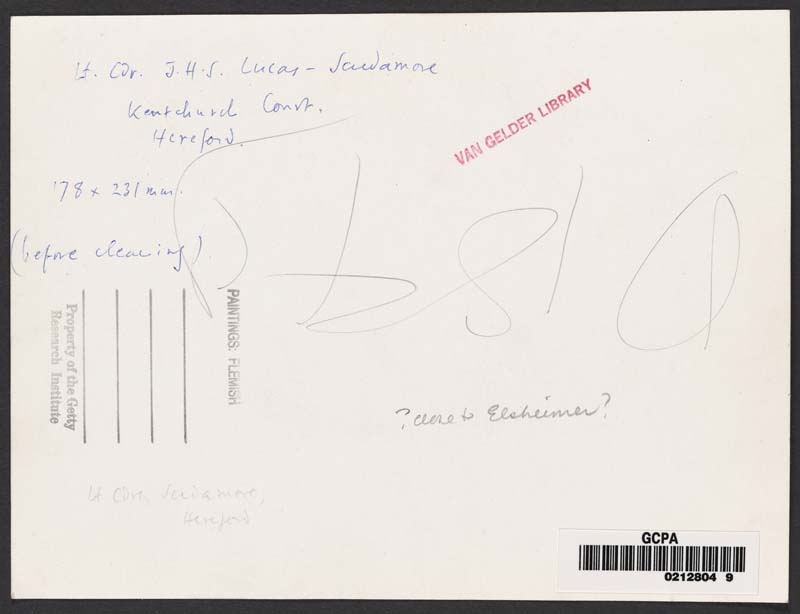 Lt. Cdr. J.H.S. Lucas-Scudamore
Kentchurch Court.
Hereford.
VAN GELDER LIBRARY
178 x 231 mm.
(before cleaning)
PAINTINGS: FLEMISH
Property of the Getty
Research Institute
? close to Elsheimer?
Lt Cdr. Scudamore,
Hereford
GCPA
0212804 9